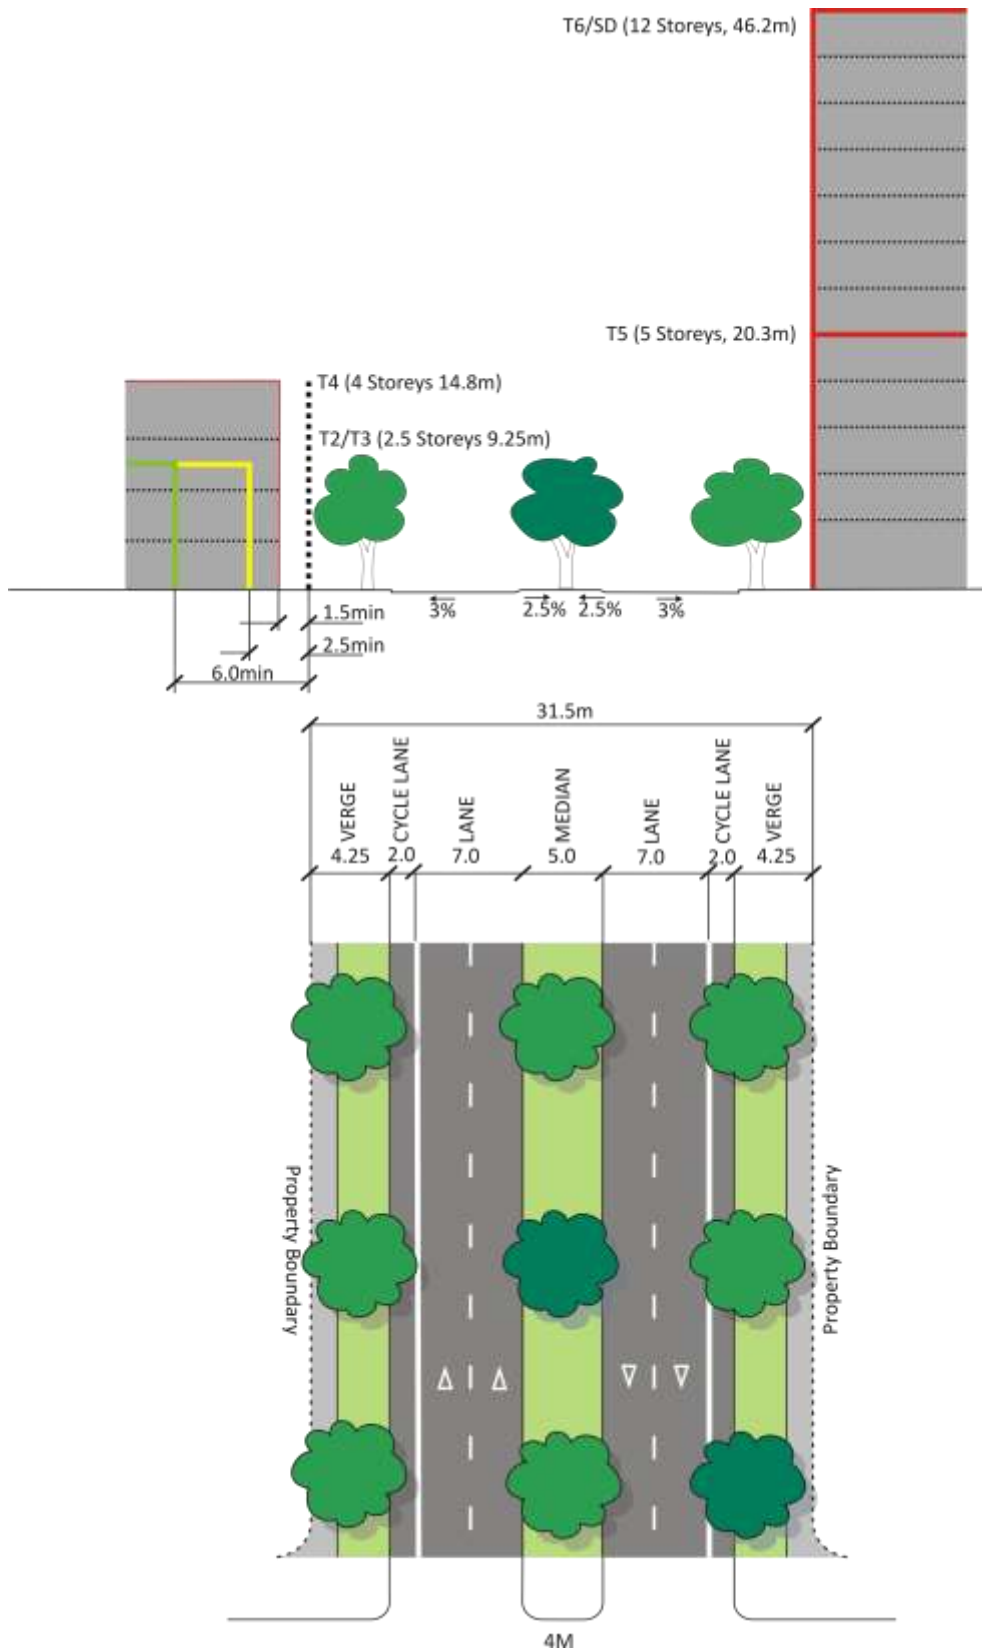 T6/SD (12 Storeys, 46.2m)
T5 (5 Storeys, 20.3m)
T4 (4 Storeys 14.8m)
T2/T3 (2.5 Storeys 9.25m)
3% 2.5% 2.5% 3%
1.5min
2.5min
6.0min
31.5m
VERGE
CYCLE LANE
LANE
MEDIAN
LANE
CYCLE LANE
VERGE
4.25 2.0 7.0 5.0 7.0 2.0 4.25
Property Boundary
Property Boundary
4M